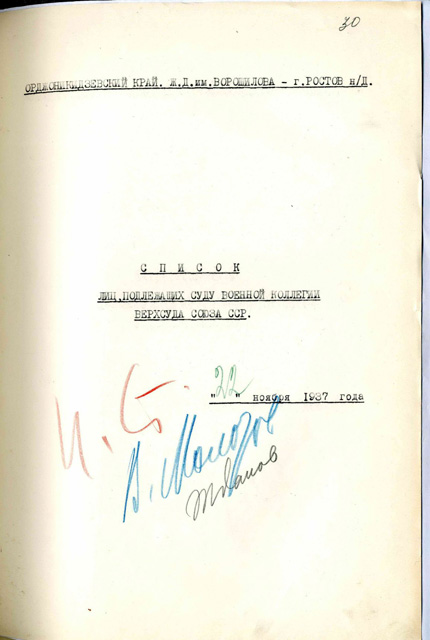 30
ОРДЖОНИКИДЗЕВСКИЙ КРАЙ. Ж.Д.им.ВОРОШИЛОВА - г.РОСТОВ н/Д.
С П И С О К
ЛИЦ,ПОДЛЕЖАЩИХ СУДУ ВОЕННОЙ КОЛЛЕГИИ
ВЕРХСУДА СОЮЗА ССР.
"22" ноября 1937 года
И. Ст.
В. Молотов
Жданов